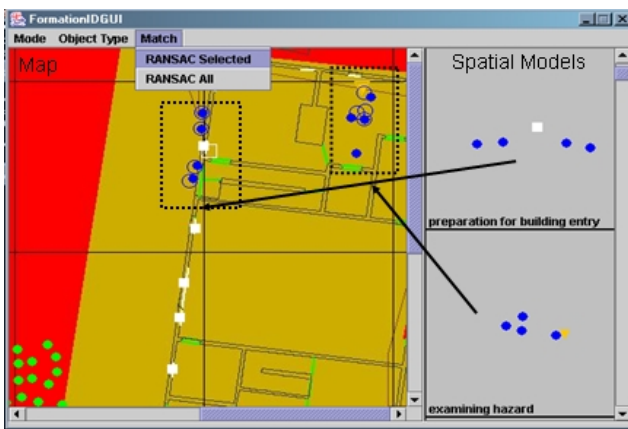 FormationIDGUI
Mode Object Type Match
RANSAC Selected
RANSAC All
Map
Spatial Models
preparation for building entry
examining hazard